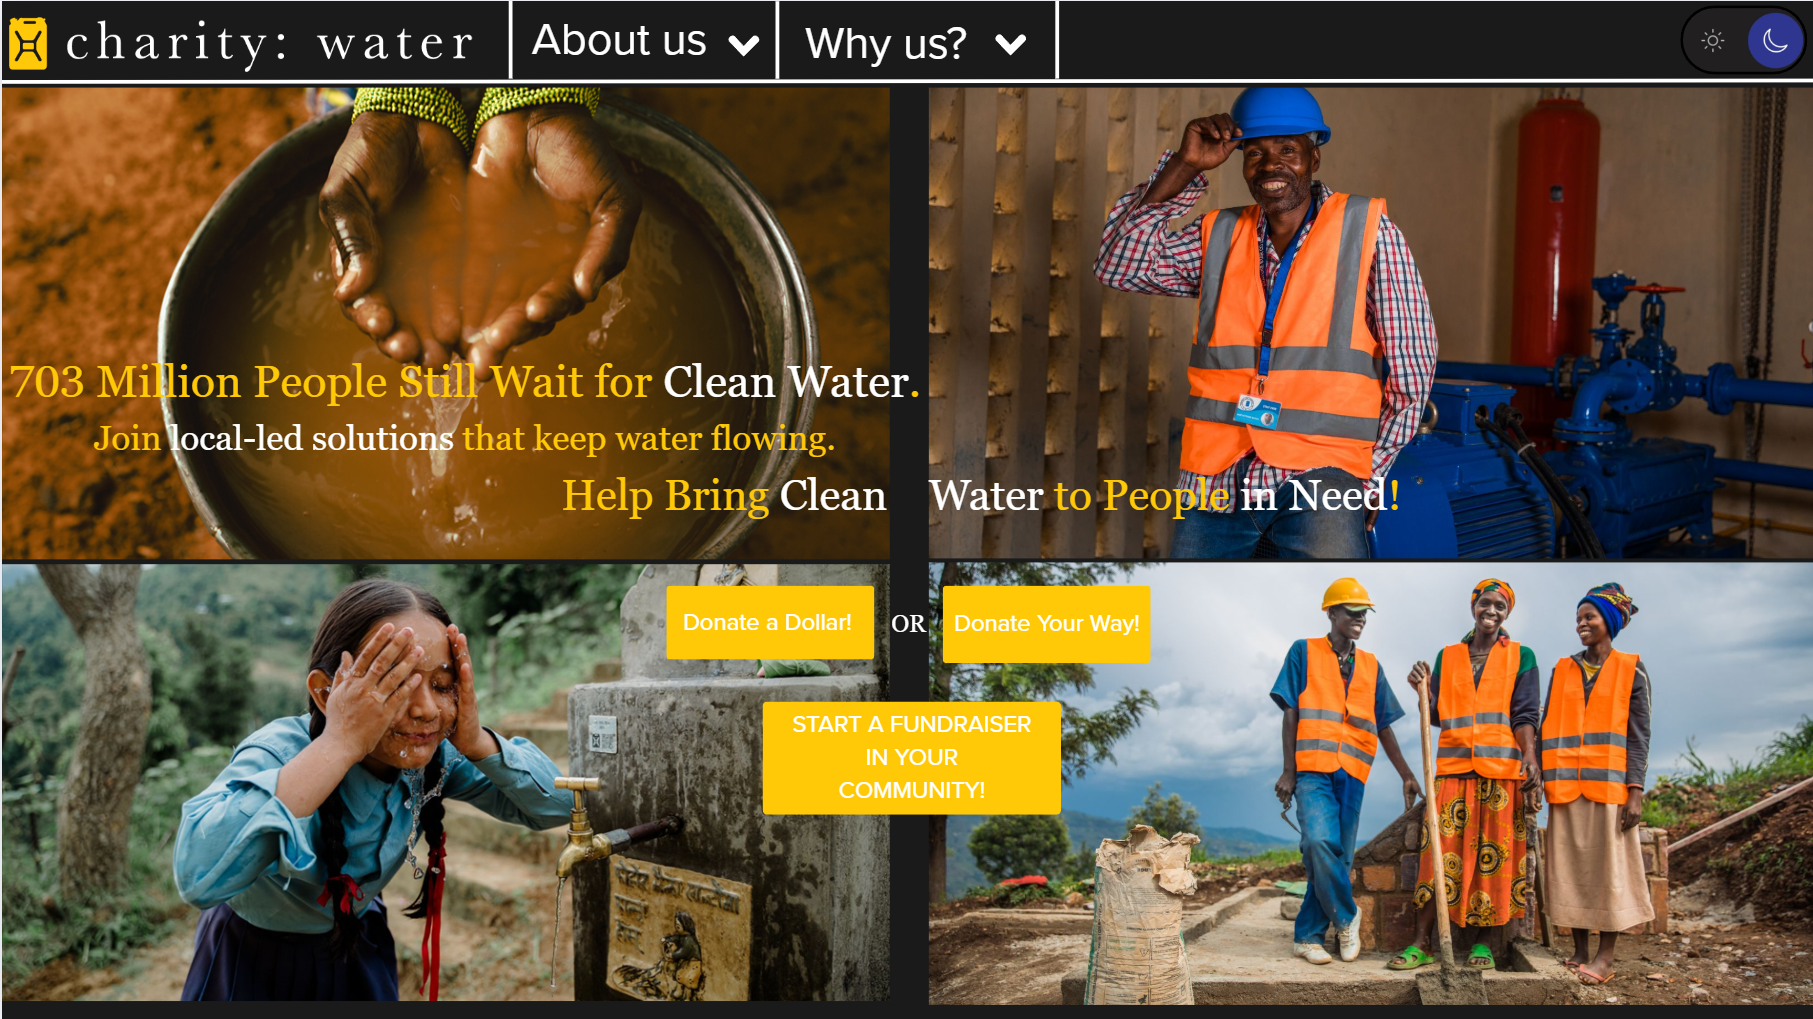 charity: water
About us
Why us?
703 Million People Still Wait for Clean Water.
Join local-led solutions that keep water flowing.
Help Bring Clean Water to People in Need!
Donate a Dollar!
OR
Donate Your Way!
START A FUNDRAISER
IN YOUR
COMMUNITY!